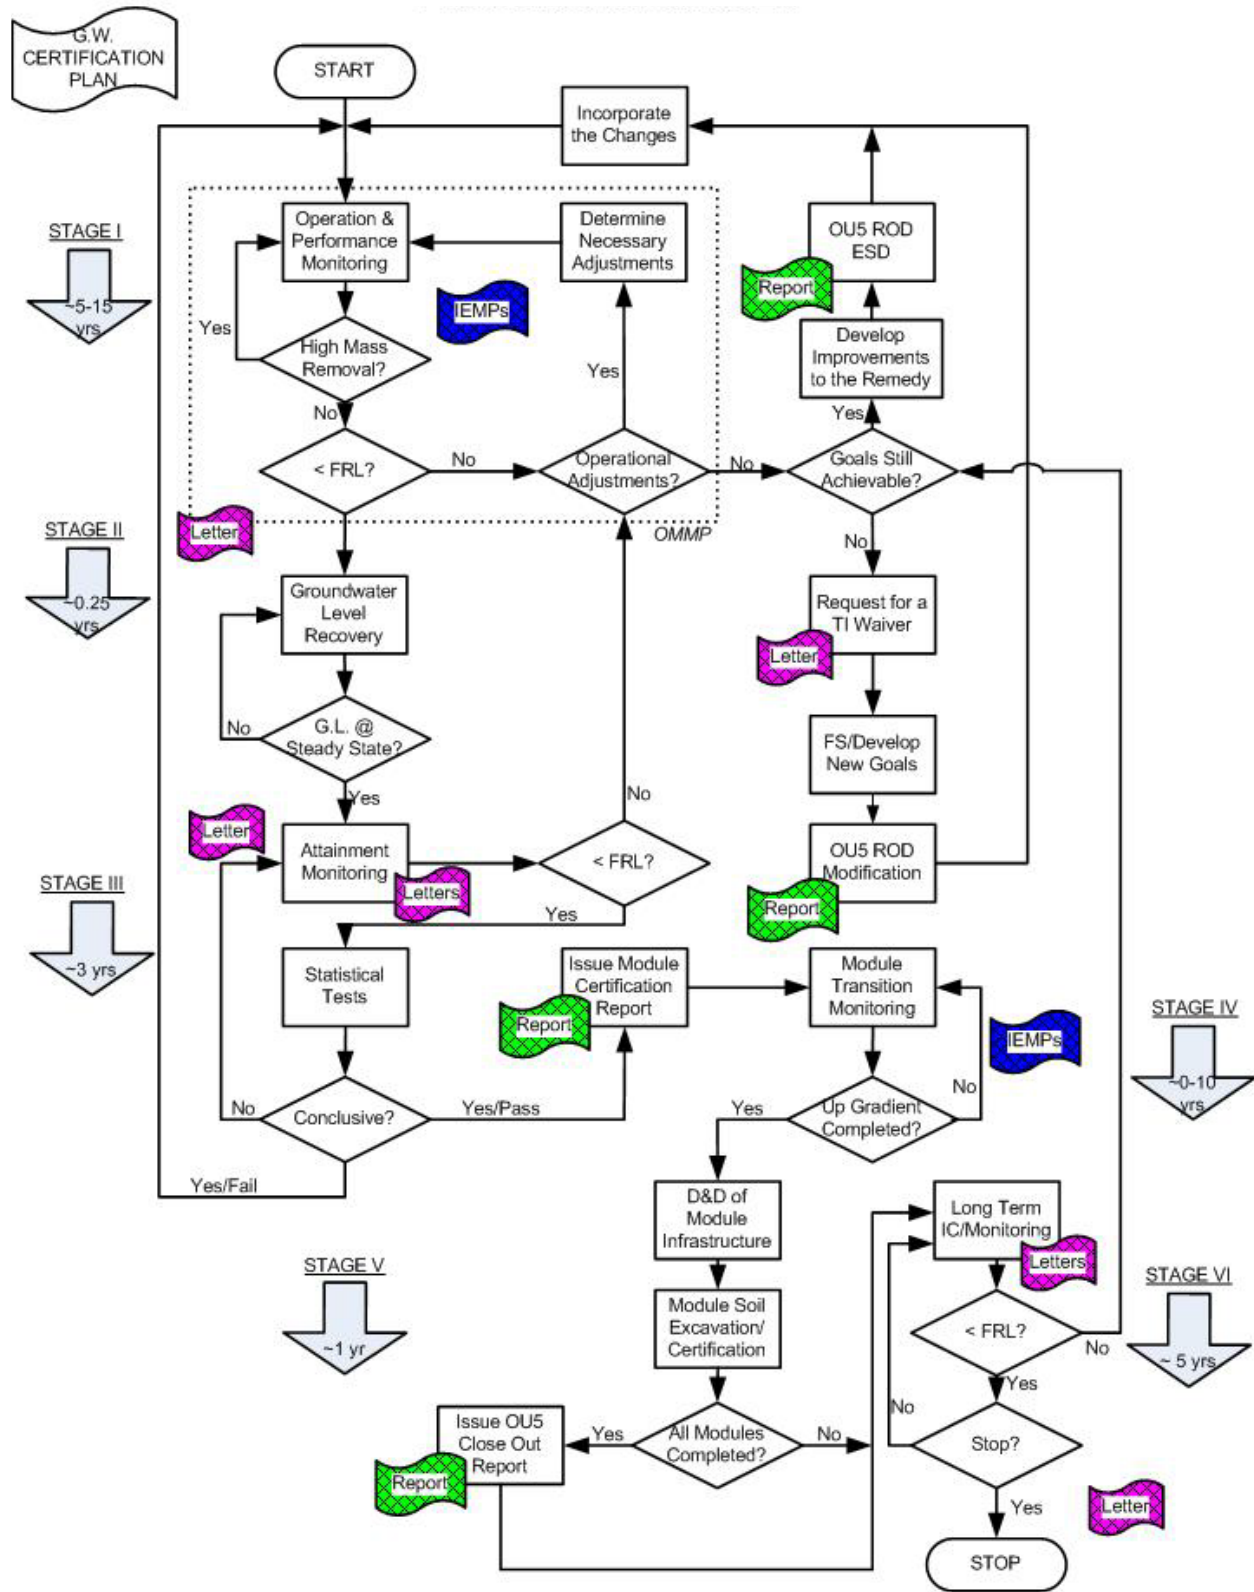 G.W.
CERTIFICATION
PLAN
START
Incorporate
the Changes
STAGE I
~5-15
yrs
Operation &
Performance
Monitoring
Determine
Necessary
Adjustments
OU5 ROD
ESD
Report
IEMPs
Yes
High Mass
Removal?
Yes
Develop
Improvements
to the Remedy
No
Yes
< FRL?
No
Operational
Adjustments?
No
Goals Still
Achievable?
OMMP
STAGE II
~0.25
yrs
Letter
No
Groundwater
Level
Recovery
Request for a
TI Waiver
Letter
No
G.L. @
Steady State?
FS/Develop
New Goals
Yes
No
Letter
Attainment
Monitoring
Letters
< FRL?
OU5 ROD
Modification
Report
STAGE III
~3 yrs
Yes
Statistical
Tests
Issue Module
Certification
Report
Report
Module
Transition
Monitoring
IEMPs
STAGE IV
~0-10
yrs
No
Conclusive?
Yes/Pass
Yes
Up Gradient
Completed?
No
Yes/Fail
D&D of
Module
Infrastructure
Long Term
IC/Monitoring
Letters
STAGE V
~1 yr
STAGE VI
~ 5 yrs
Module Soil
Excavation/
Certification
< FRL?
No
Yes
Issue OU5
Close Out
Report
Report
Yes
All Modules
Completed?
No
No
Stop?
Yes
Letter
STOP